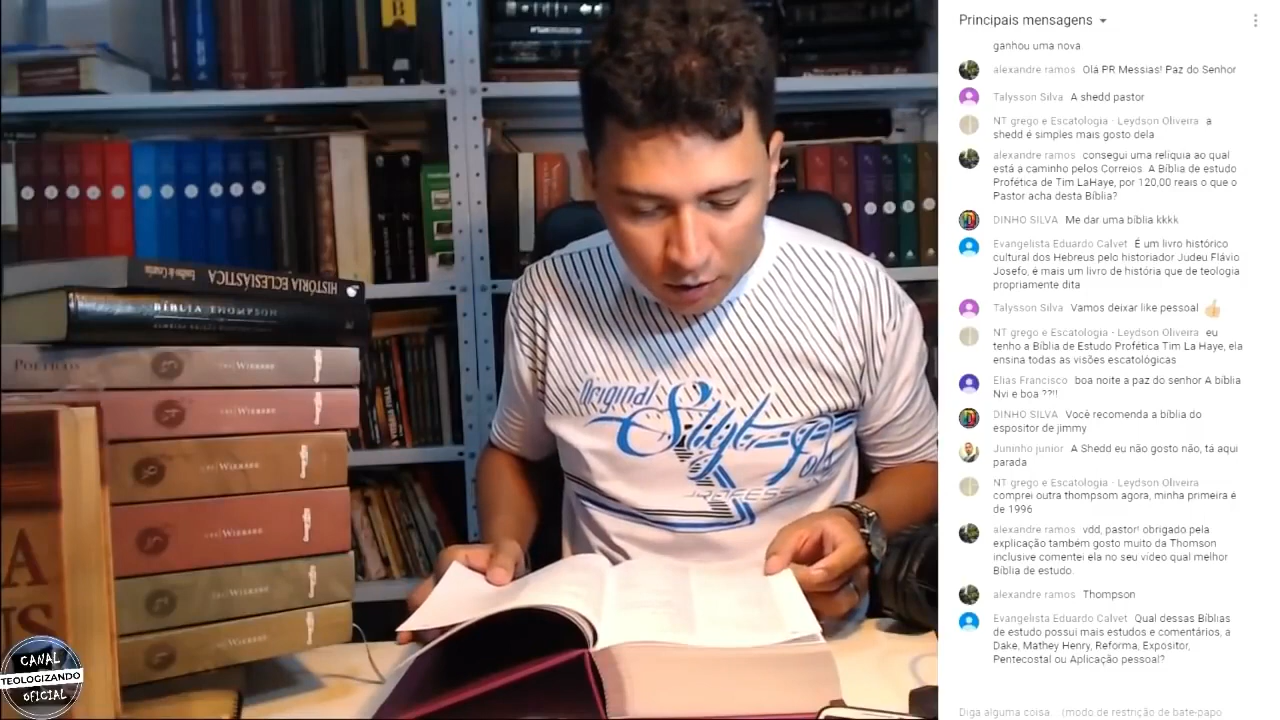 B
HISTÓRIA ECLESIÁSTICA
Eusébio de Cesaréia
BÍBLIA THOMPSON
POÉTICOS
WIERSBE
WIERSBE
WIERSBE
WIERSBE
WIERSBE
WIERSBE
A
US
CANAL
TEOLOGIZANDO
OFICIAL
Original
Principais mensagens
ganhou uma nova
alexandre ramos Olá PR Messias! Paz do Senhor
Talysson Silva A shedd pastor
NT grego e Escatologia - Leydson Oliveira a
shedd é simples mais gosto dela
alexandre ramos consegui uma relíquia ao qual
está a caminho pelos Correios. A Bíblia de estudo
Profética de Tim LaHaye, por 120,00 reais o que o
Pastor acha desta Bíblia?
DINHO SILVA Me dar uma bíblia kkkk
Evangelista Eduardo Calvet É um livro histórico
cultural dos Hebreus pelo historiador Judeu Flávio
Josefo, é mais um livro de história que de teologia
propriamente dita
Talysson Silva Vamos deixar like pessoal 👍
NT grego e Escatologia - Leydson Oliveira eu
tenho a Bíblia de Estudo Profética Tim La Haye, ela
ensina todas as visões escatológicas
Elias Francisco boa noite a paz do senhor A bíblia
Nvi e boa ??!!
DINHO SILVA Você recomenda a bíblia do
espositor de jimmy
Juninho junior A Shedd eu não gosto não, tá aqui
parada
NT grego e Escatologia - Leydson Oliveira
comprei outra thompsom agora, minha primeira é
de 1996
alexandre ramos vdd, pastor! obrigado pela
explicação também gosto muito da Thomson
inclusive comentei ela no seu vídeo qual melhor
Bíblia de estudo.
alexandre ramos Thompson
Evangelista Eduardo Calvet Qual dessas Bíblias
de estudo possui mais estudos e comentários, a
Dake, Mathey Henry, Reforma, Expositor,
Pentecostal ou Aplicação pessoal?
Diga alguma coisa. (modo de restrição de bate-papo